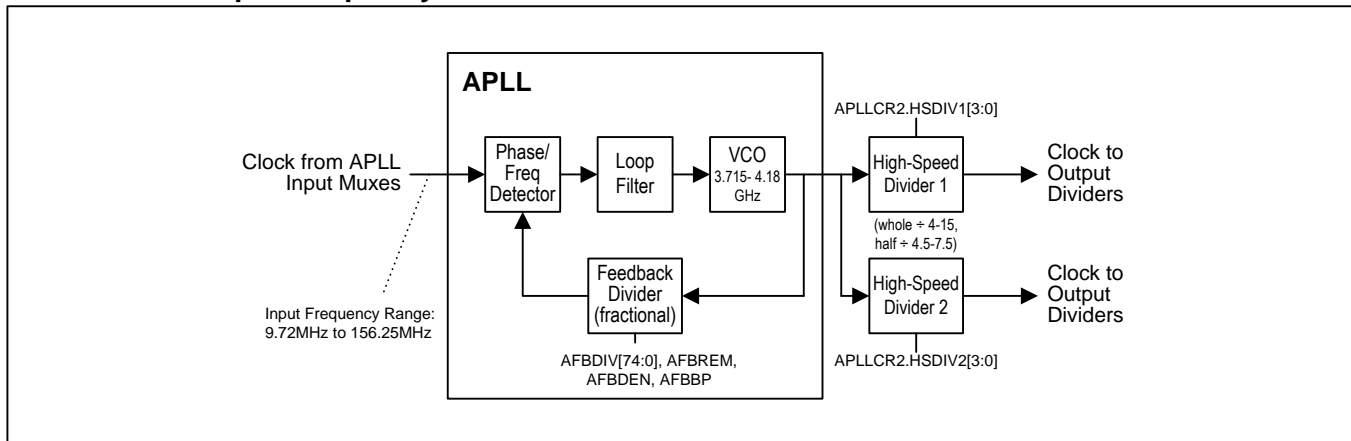 APLL
APLLCR2.HSDIV1[3:0]
Clock from APLL
Input Muxes
Phase/
Freq
Detector
Loop
Filter
VCO
3.715- 4.18
GHz
High-Speed
Divider 1
Clock to
Output
Dividers
(whole ÷ 4-15,
half ÷ 4.5-7.5)
Feedback
Divider
(fractional)
High-Speed
Divider 2
Clock to
Output
Dividers
Input Frequency Range:
9.72MHz to 156.25MHz
AFBDIV[74:0], AFBREM,
AFBDEN, AFBBP
APLLCR2.HSDIV2[3:0]